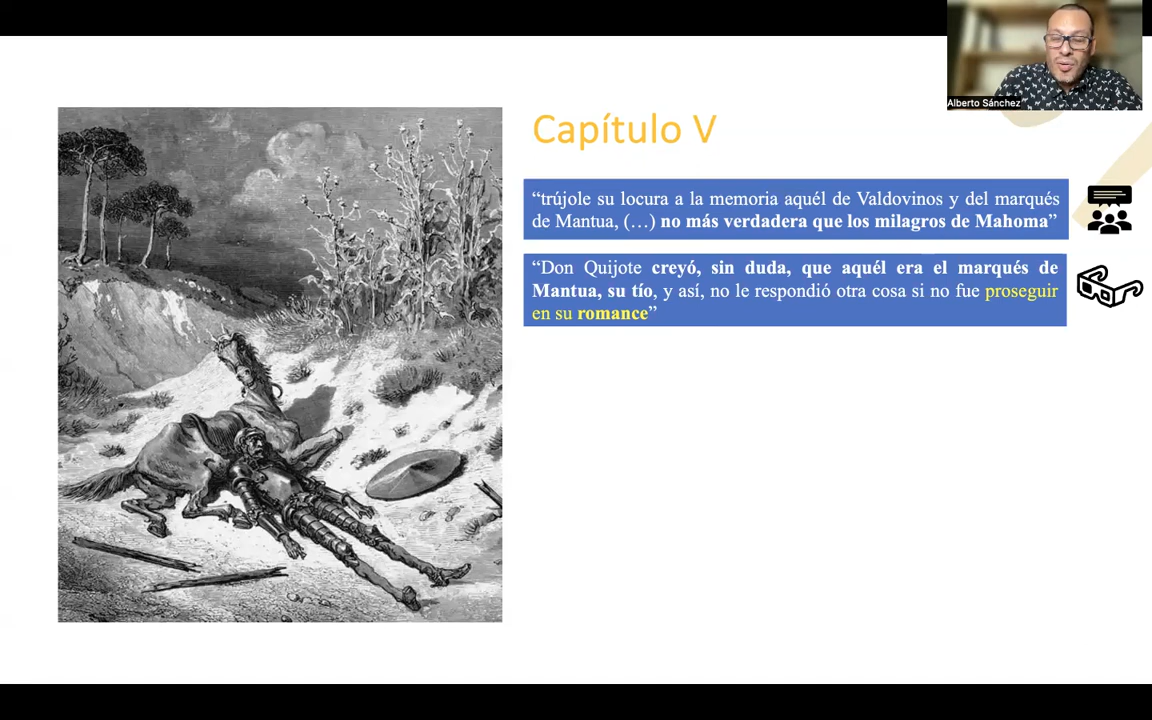 Alberto Sánchez
Capítulo V
“trújole su locura a la memoria aquél de Valdovinos y del marqués
de Mantua, (…) no más verdadera que los milagros de Mahoma”
“Don Quijote creyó, sin duda, que aquél era el marqués de
Mantua, su tío, y así, no le respondió otra cosa si no fue proseguir
en su romance”